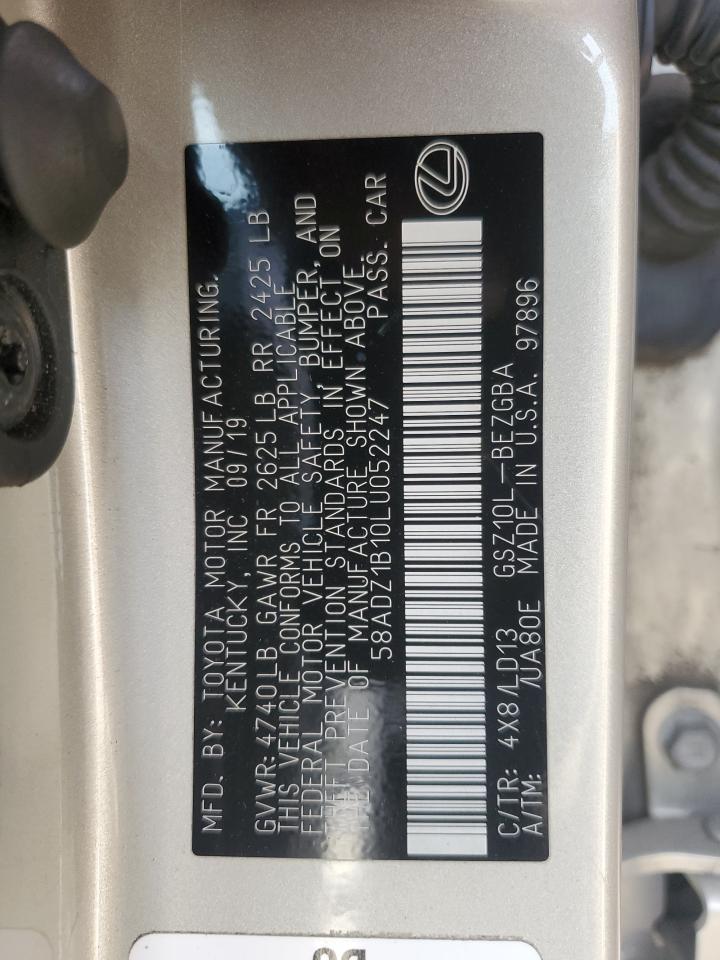 MFD. BY: TOYOTA MOTOR MANUFACTURING.
KENTUCKY, INC 09/19
GVWR: 4740LB GAWR FR 2625 LB RR 2425 LB
THIS VEHICLE CONFORMS TO ALL APPLICABLE
FEDERAL MOTOR VEHICLE SAFETY, BUMPER, AND
THEFT PREVENTION STANDARDS IN EFFECT ON
THE DATE OF MANUFACTURE SHOWN ABOVE.
58ADZ1B10LU052247 PASS. CAR
C/TR: 4X8/LD13 GSZ10L-BEZGBA
A/TM: /UA80E MADE IN U.S.A. 97896